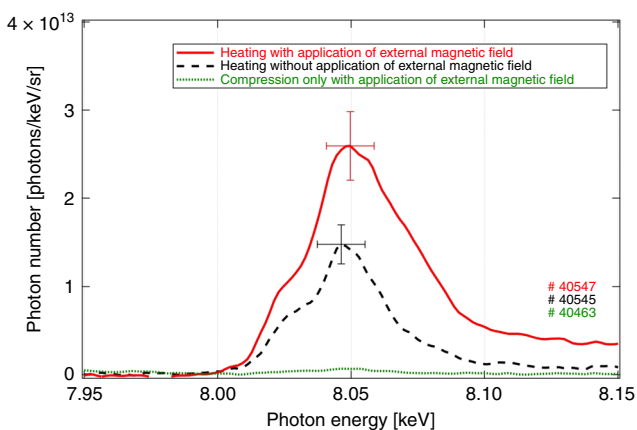 4 × 10^13
Heating with application of external magnetic field
Heating without application of external magnetic field
Compression only with application of external magnetic field
3
2
1
0
Photon number [photons/keV/sr]
# 40547
# 40545
# 40463
7.95 8.00 8.05 8.10 8.15
Photon energy [keV]